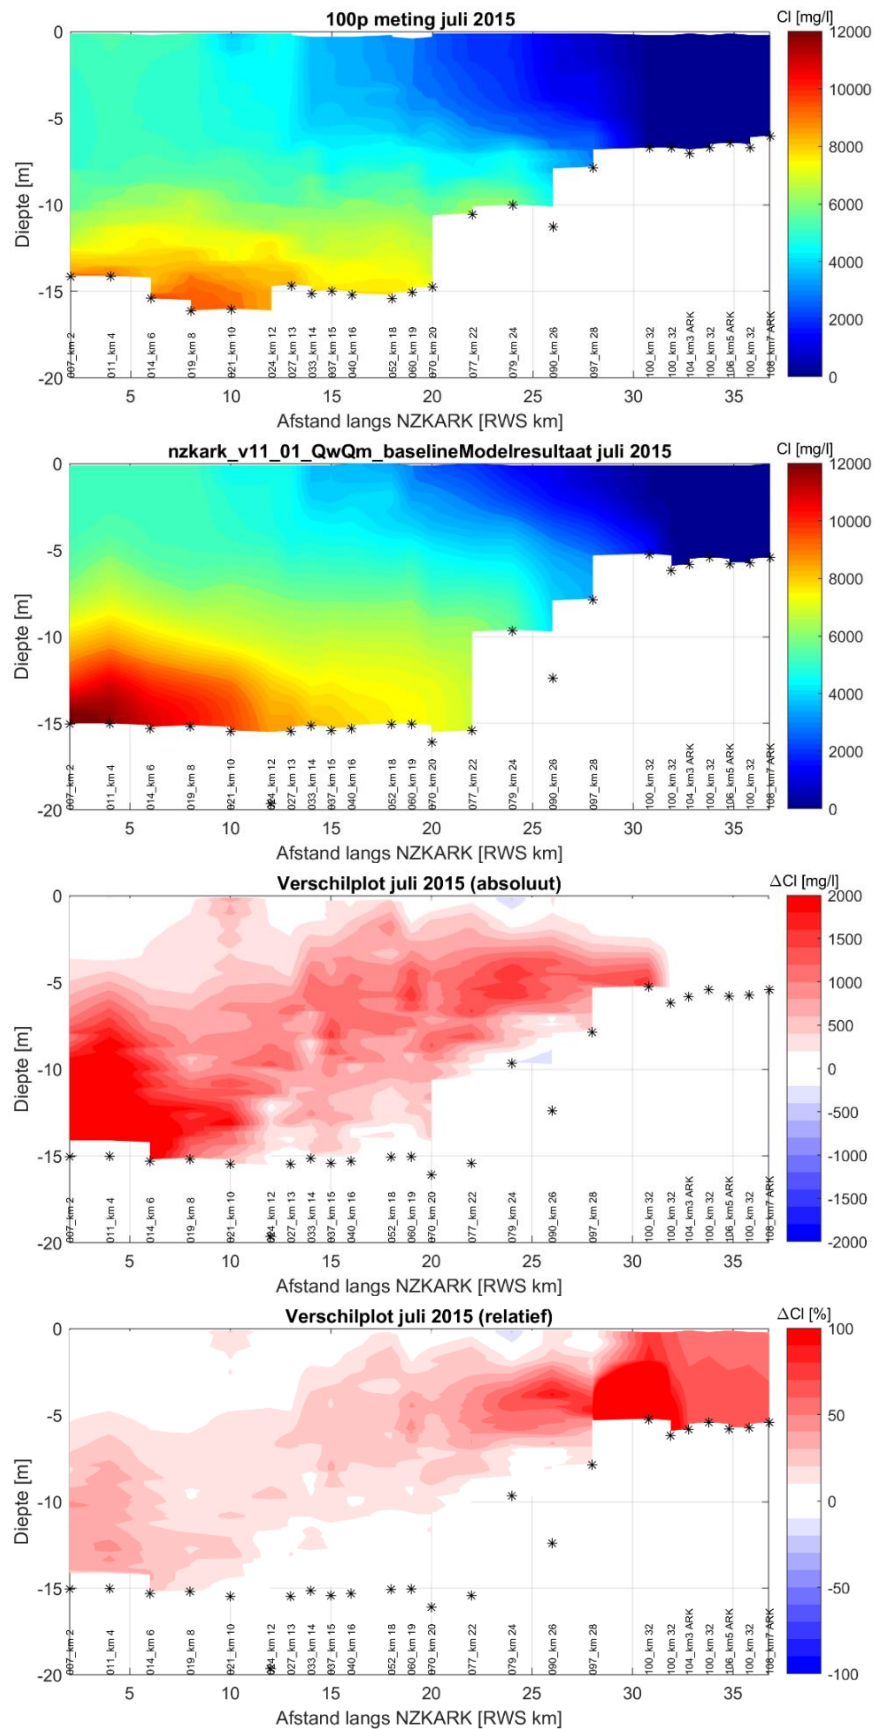 100p meting juli 2015
Cl [mg/l]
0
-5
-10
-15
-20
Diepte [m]
12000
10000
8000
6000
4000
2000
0
007_km 2
011_km 4
014_km 6
019_km 8
021_km 10
024_km 12
027_km 13
033_km 14
037_km 15
040_km 16
052_km 18
060_km 19
070_km 20
077_km 22
079_km 24
090_km 26
097_km 28
100_km 32
100_km 32
104_km3 ARK
100_km 32
106_km5 ARK
100_km 32
108_km7 ARK
5 10 15 20 25 30 35
Afstand langs NZKARK [RWS km]
nzkark_v11_01_QwQm_baselineModelresultaat juli 2015
Cl [mg/l]
0
-5
-10
-15
-20
Diepte [m]
12000
10000
8000
6000
4000
2000
0
007_km 2
011_km 4
014_km 6
019_km 8
021_km 10
024_km 12
027_km 13
033_km 14
037_km 15
040_km 16
052_km 18
060_km 19
070_km 20
077_km 22
079_km 24
090_km 26
097_km 28
100_km 32
100_km 32
104_km3 ARK
100_km 32
106_km5 ARK
100_km 32
108_km7 ARK
5 10 15 20 25 30 35
Afstand langs NZKARK [RWS km]
Verschilplot juli 2015 (absoluut)
ΔCl [mg/l]
0
-5
-10
-15
-20
Diepte [m]
2000
1500
1000
500
0
-500
-1000
-1500
-2000
007_km 2
011_km 4
014_km 6
019_km 8
021_km 10
024_km 12
027_km 13
033_km 14
037_km 15
040_km 16
052_km 18
060_km 19
070_km 20
077_km 22
079_km 24
090_km 26
097_km 28
100_km 32
100_km 32
104_km3 ARK
100_km 32
106_km5 ARK
100_km 32
108_km7 ARK
5 10 15 20 25 30 35
Afstand langs NZKARK [RWS km]
Verschilplot juli 2015 (relatief)
ΔCl [%]
0
-5
-10
-15
-20
Diepte [m]
100
50
0
-50
-100
007_km 2
011_km 4
014_km 6
019_km 8
021_km 10
024_km 12
027_km 13
033_km 14
037_km 15
040_km 16
052_km 18
060_km 19
070_km 20
077_km 22
079_km 24
090_km 26
097_km 28
100_km 32
100_km 32
104_km3 ARK
100_km 32
106_km5 ARK
100_km 32
108_km7 ARK
5 10 15 20 25 30 35
Afstand langs NZKARK [RWS km]